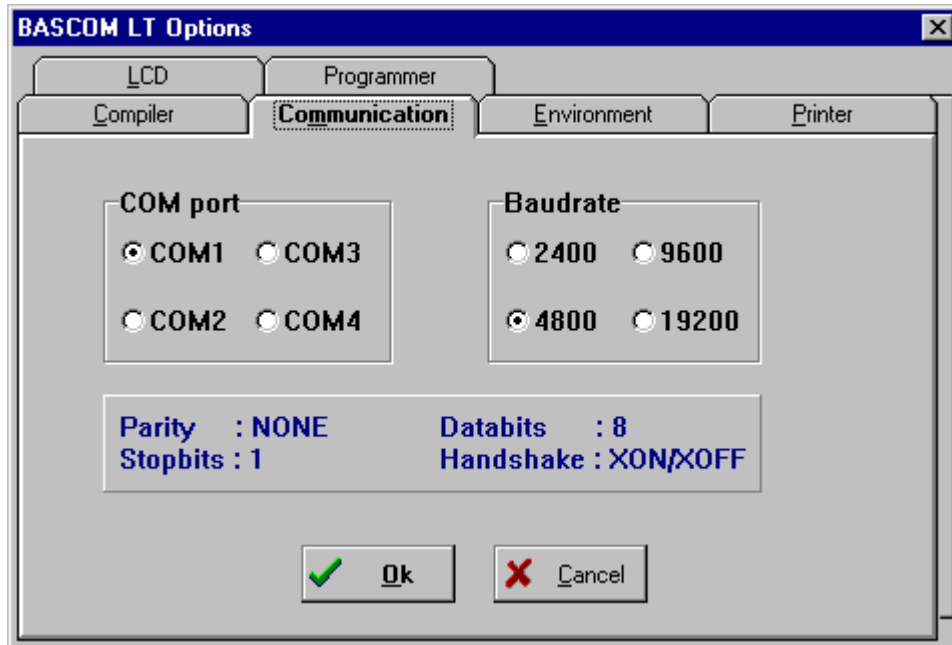 BASCOM LT Options
LCD Programmer
Compiler Communication Environment Printer
COM port Baudrate
COM1 COM3 2400 9600
COM2 COM4 4800 19200
Parity : NONE Databits : 8
Stopbits : 1 Handshake : XON/XOFF
Ok Cancel